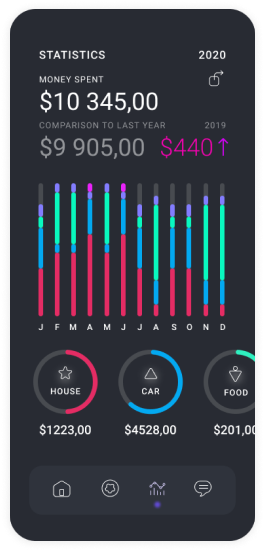 STATISTICS 2020
MONEY SPENT
$10 345,00
COMPARISON TO LAST YEAR 2019
$9 905,00 $440↑
J F M A M J J A S O N D
HOUSE CAR FOOD
$1223,00 $4528,00 $201,00